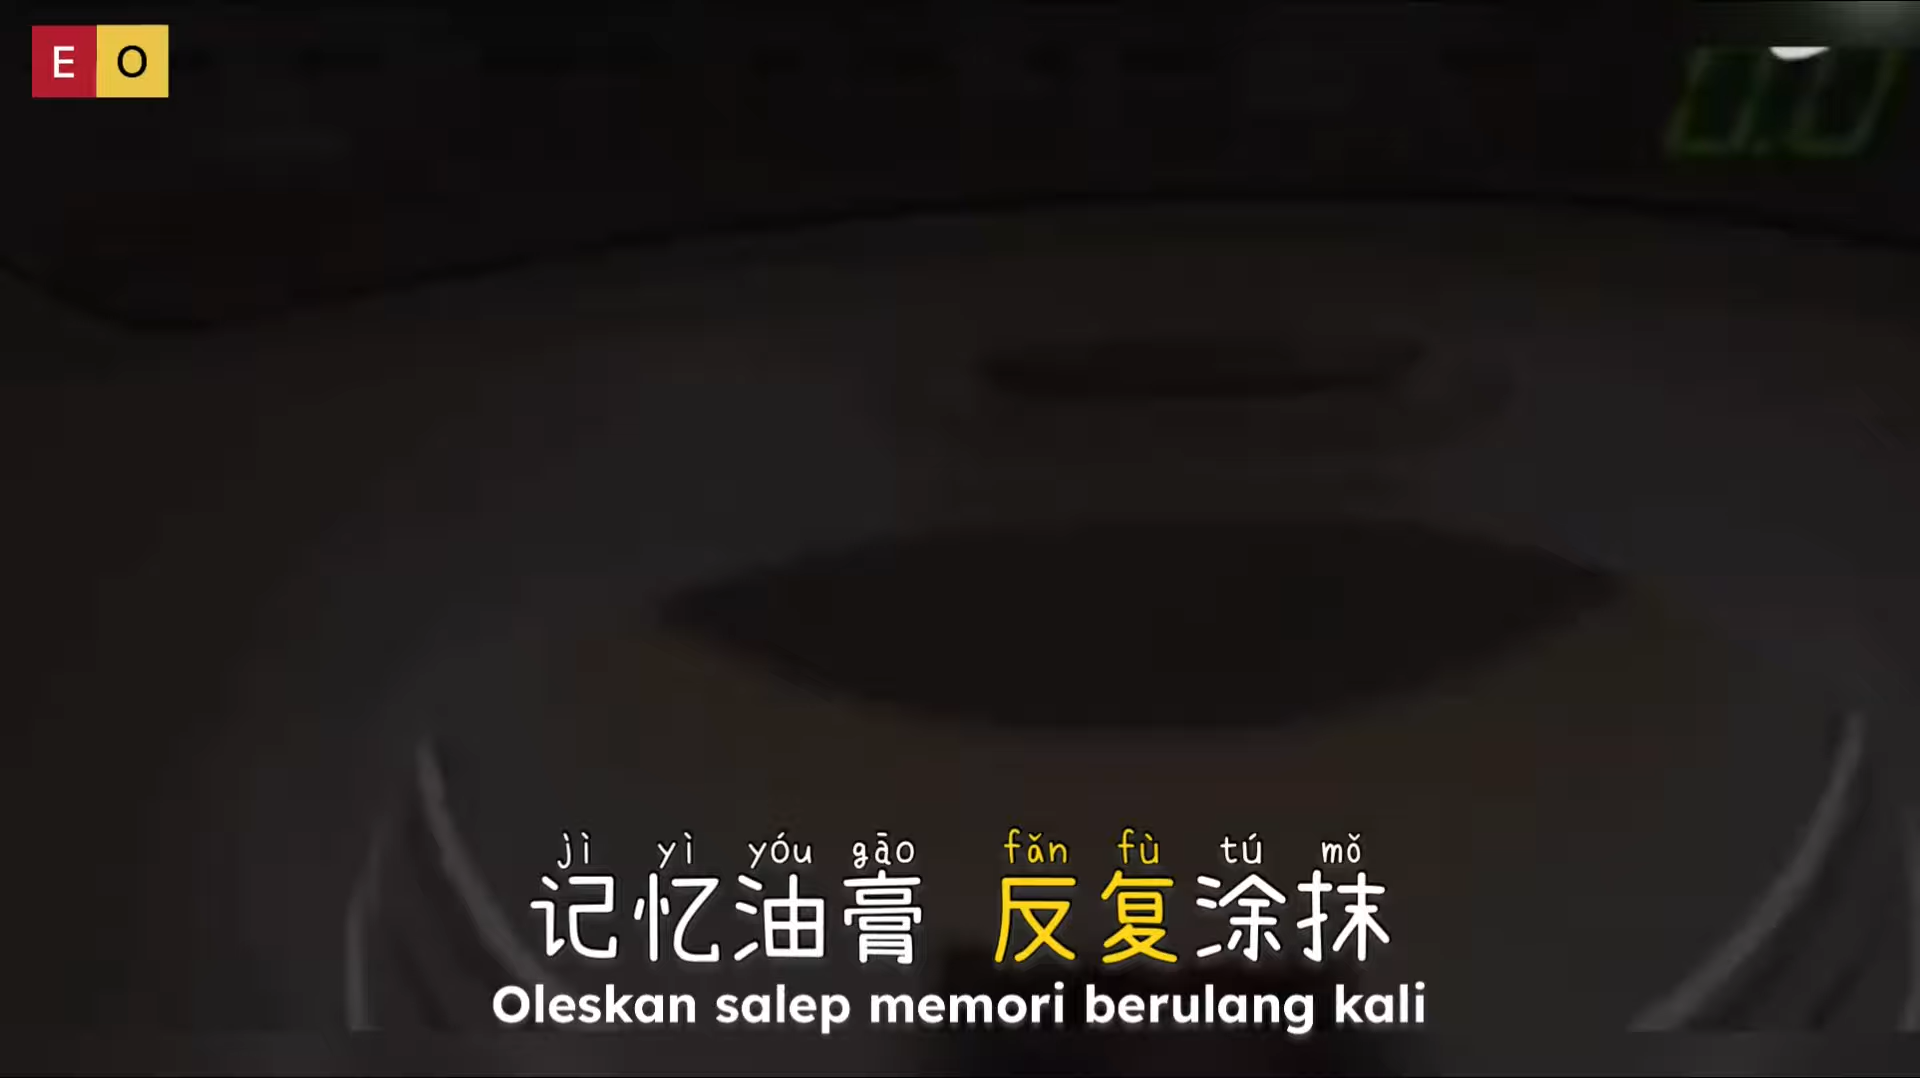 E O
jì yì yóu gāo fǎn fù tú mǒ
记忆油膏 反复涂抹
Oleskan salep memori berulang kali